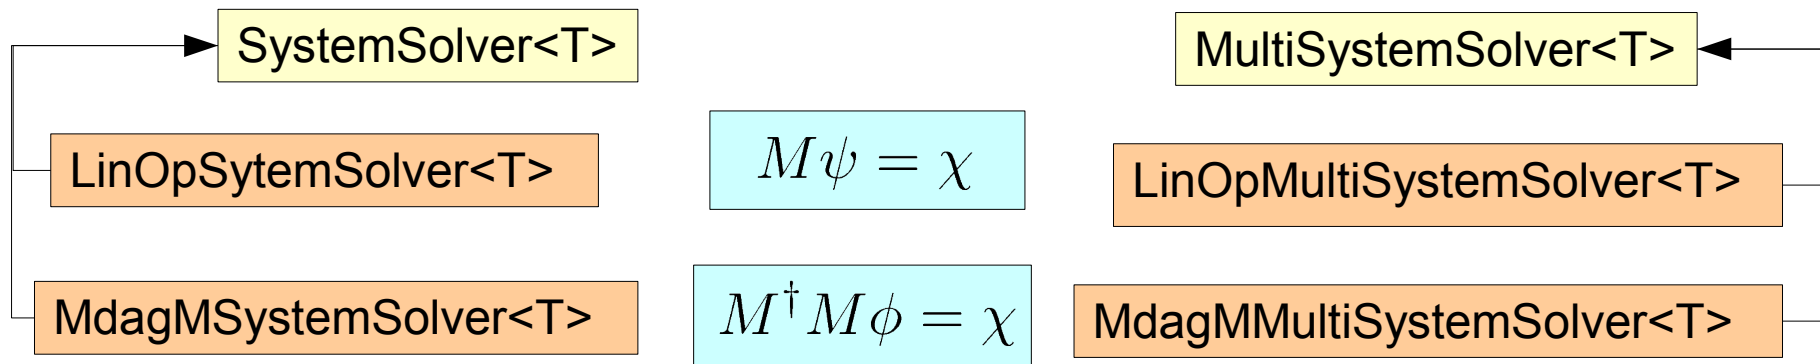 SystemSolver<T>
MultiSystemSolver<T>
LinOpSytemSolver<T>
Mψ = χ
LinOpMultiSystemSolver<T>
MdagMSystemSolver<T>
M†Mϕ = χ
MdagMMultiSystemSolver<T>